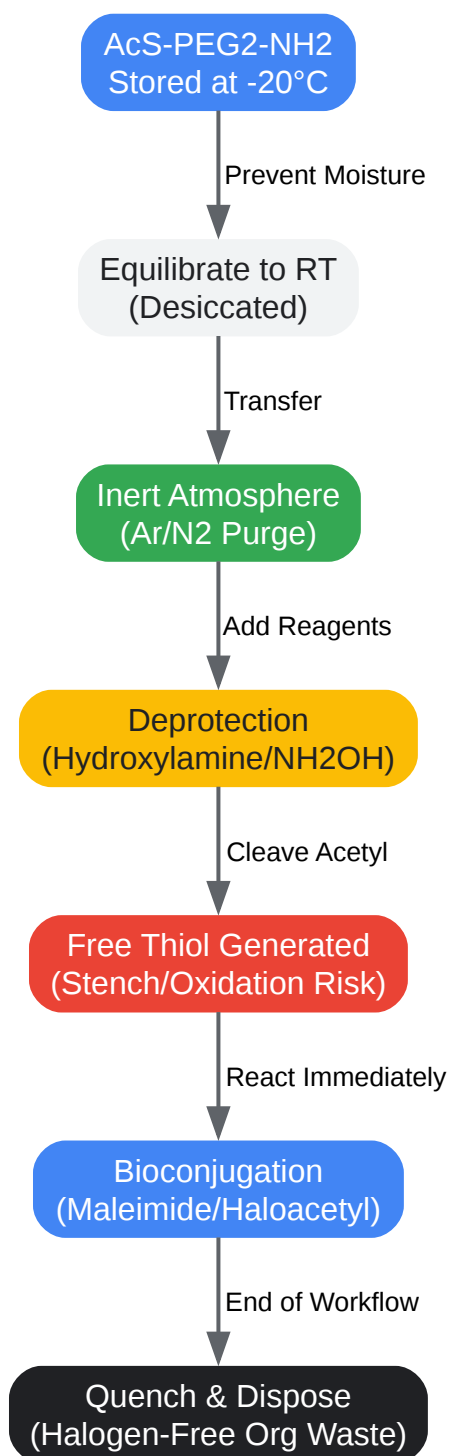 AcS-PEG2-NH2
Stored at -20°C
Prevent Moisture
Equilibrate to RT
(Desiccated)
Transfer
Inert Atmosphere
(Ar/N2 Purge)
Add Reagents
Deprotection
(Hydroxylamine/NH2OH)
Cleave Acetyl
Free Thiol Generated
(Stench/Oxidation Risk)
React Immediately
Bioconjugation
(Maleimide/Haloacetyl)
End of Workflow
Quench & Dispose
(Halogen-Free Org Waste)